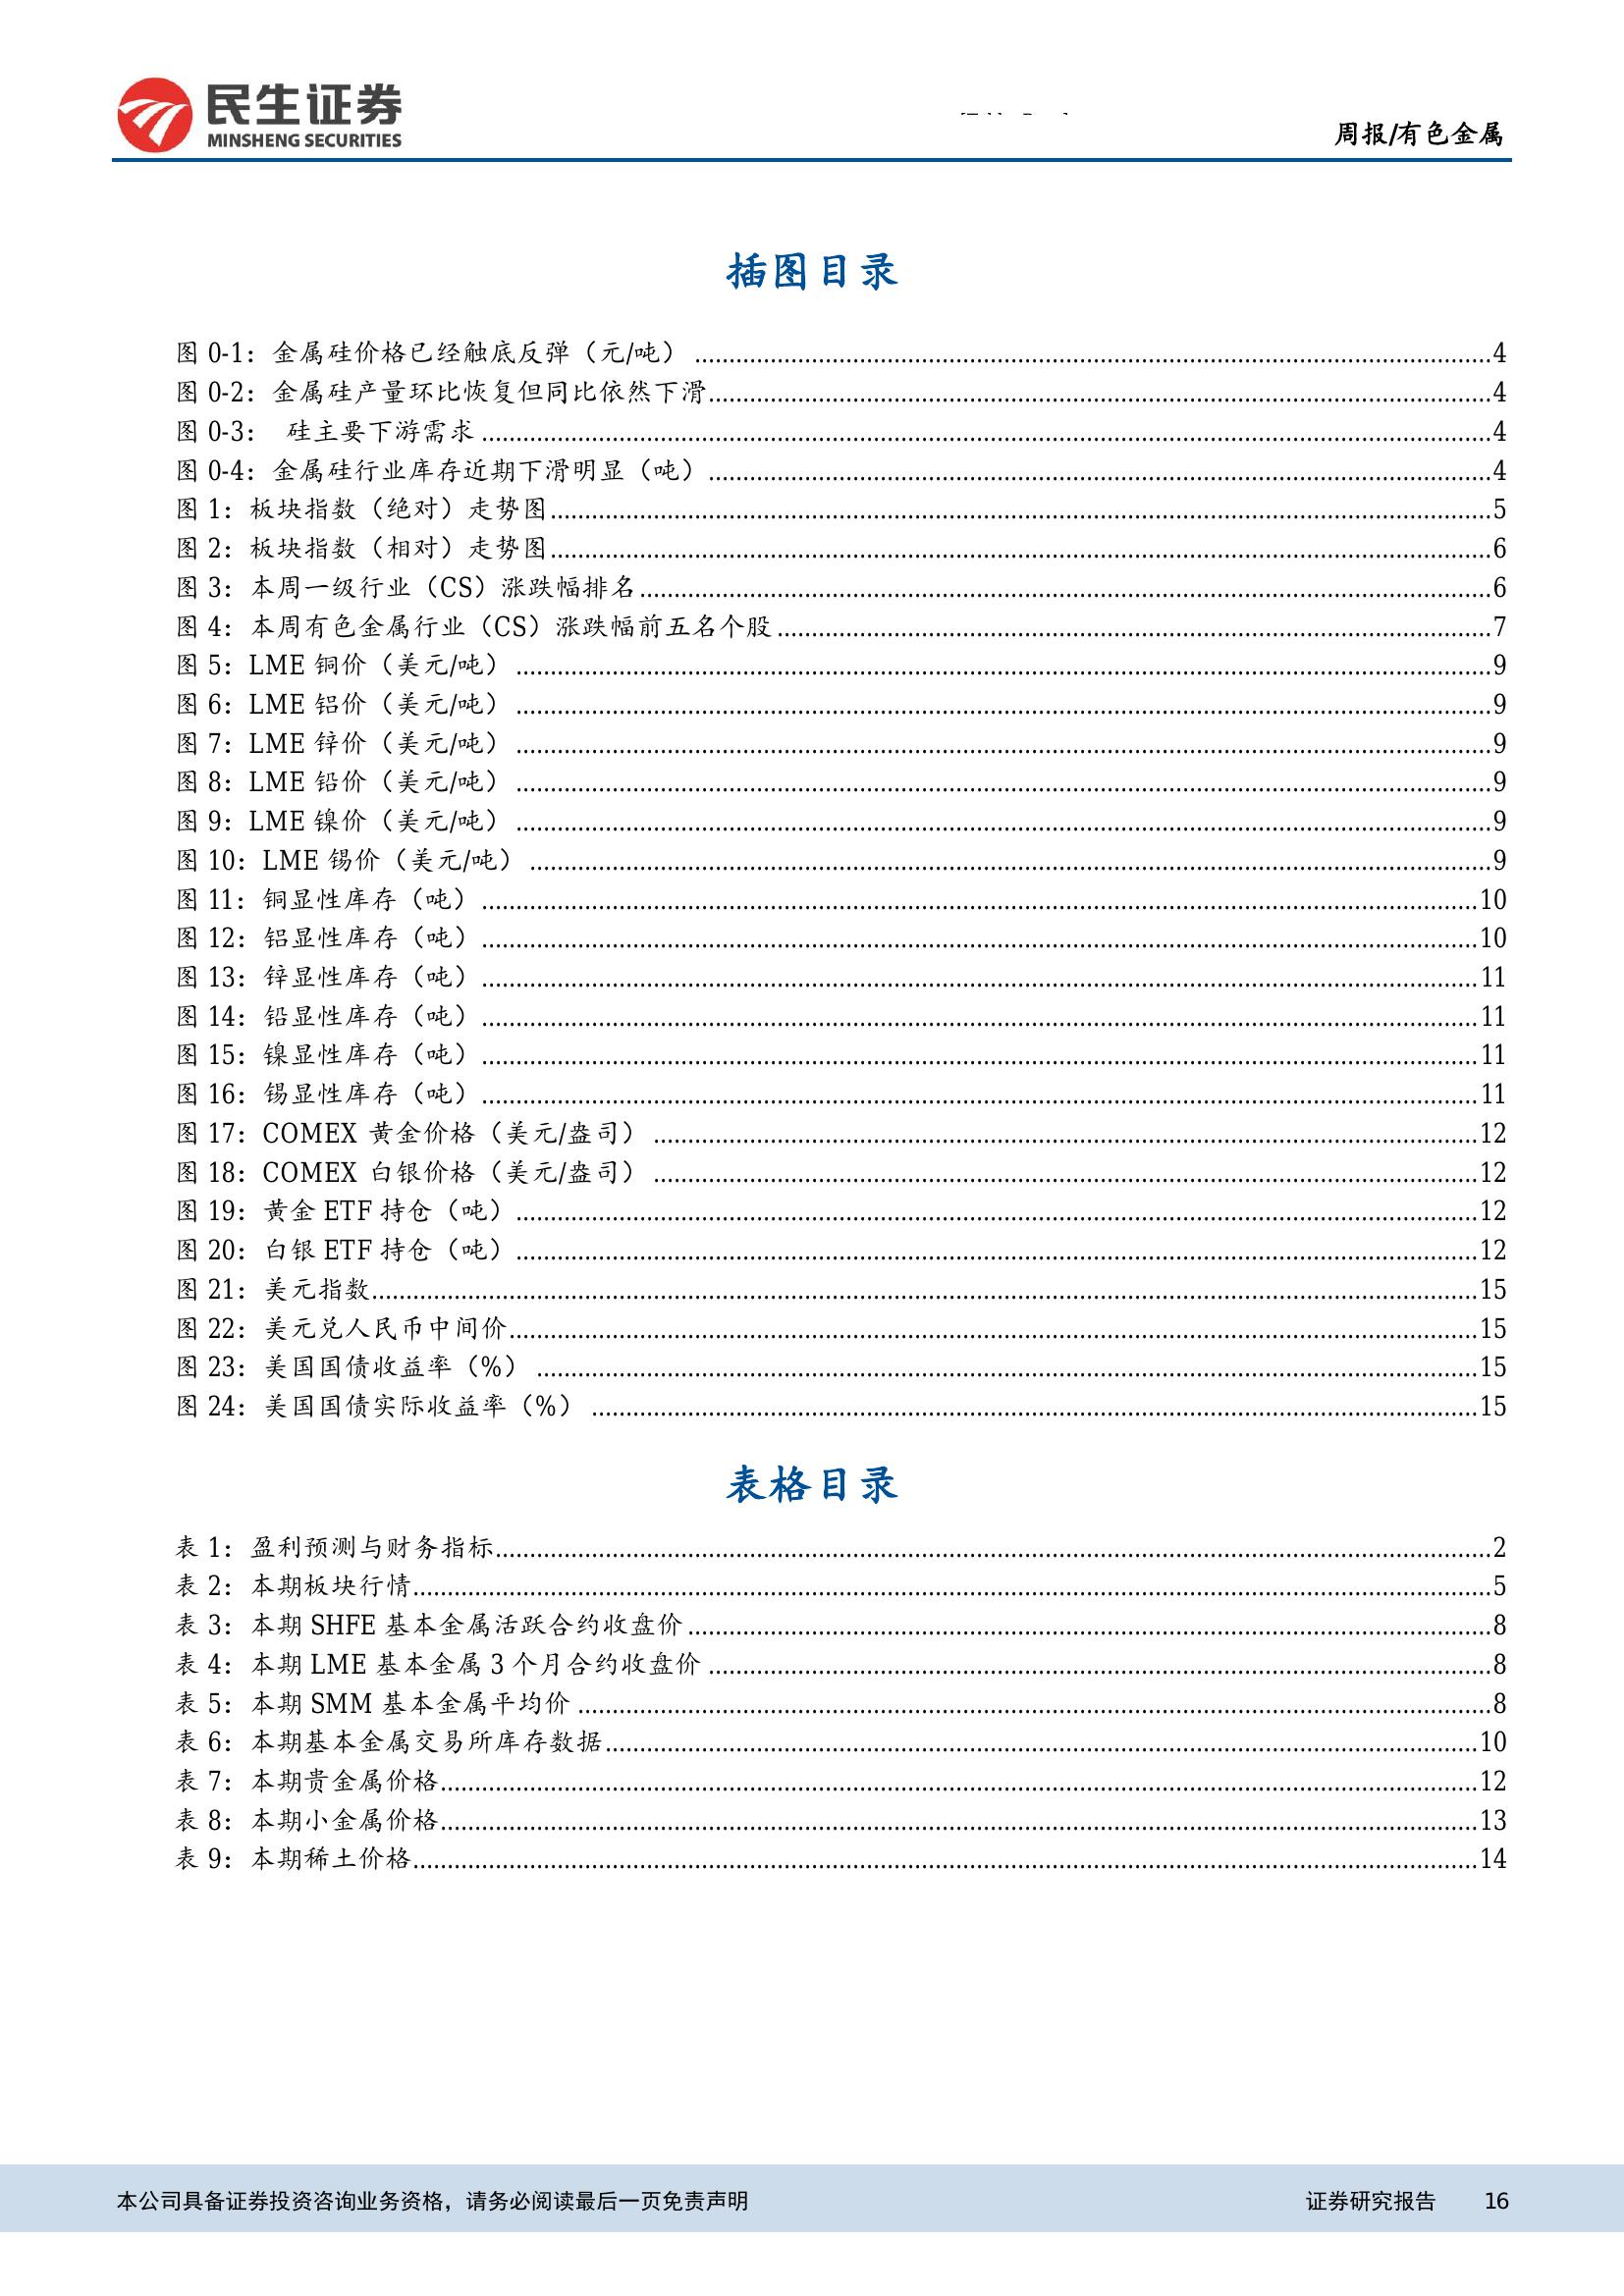 民生证券
MINSHENG SECURITIES
周报/有色金属
插图目录
图 0-1：金属硅价格已经触底反弹（元/吨） ........ 4
图 0-2：金属硅产量环比恢复但同比依然下滑 ........ 4
图 0-3： 硅主要下游需求 ........ 4
图 0-4：金属硅行业库存近期下滑明显（吨） ........ 4
图 1：板块指数（绝对）走势图 ........ 5
图 2：板块指数（相对）走势图 ........ 6
图 3：本周一级行业（CS）涨跌幅排名 ........ 6
图 4：本周有色金属行业（CS）涨跌幅前五名个股 ........ 7
图 5：LME 铜价（美元/吨） ........ 9
图 6：LME 铝价（美元/吨） ........ 9
图 7：LME 锌价（美元/吨） ........ 9
图 8：LME 铅价（美元/吨） ........ 9
图 9：LME 镍价（美元/吨） ........ 9
图 10：LME 锡价（美元/吨） ........ 9
图 11：铜显性库存（吨） ........ 10
图 12：铝显性库存（吨） ........ 10
图 13：锌显性库存（吨） ........ 11
图 14：铅显性库存（吨） ........ 11
图 15：镍显性库存（吨） ........ 11
图 16：锡显性库存（吨） ........ 11
图 17：COMEX 黄金价格（美元/盎司） ........ 12
图 18：COMEX 白银价格（美元/盎司） ........ 12
图 19：黄金 ETF 持仓（吨） ........ 12
图 20：白银 ETF 持仓（吨） ........ 12
图 21：美元指数 ........ 15
图 22：美元兑人民币中间价 ........ 15
图 23：美国国债收益率（%） ........ 15
图 24：美国国债实际收益率（%） ........ 15
表格目录
表 1：盈利预测与财务指标 ........ 2
表 2：本期板块行情 ........ 5
表 3：本期 SHFE 基本金属活跃合约收盘价 ........ 8
表 4：本期 LME 基本金属 3 个月合约收盘价 ........ 8
表 5：本期 SMM 基本金属平均价 ........ 8
表 6：本期基本金属交易所库存数据 ........ 10
表 7：本期贵金属价格 ........ 12
表 8：本期小金属价格 ........ 13
表 9：本期稀土价格 ........ 14
本公司具备证券投资咨询业务资格，请务必阅读最后一页免责声明 证券研究报告 16